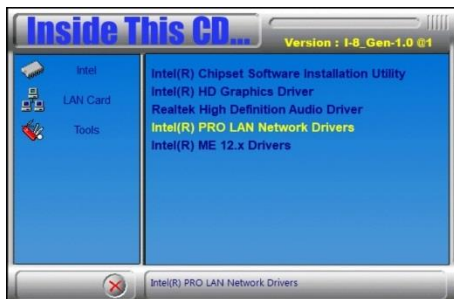 Inside This CD...
Version : I-8_Gen-1.0 @1
Intel
LAN Card
Tools
Intel(R) Chipset Software Installation Utility
Intel(R) HD Graphics Driver
Realtek High Definition Audio Driver
Intel(R) PRO LAN Network Drivers
Intel(R) ME 12.x Drivers
Intel(R) PRO LAN Network Drivers